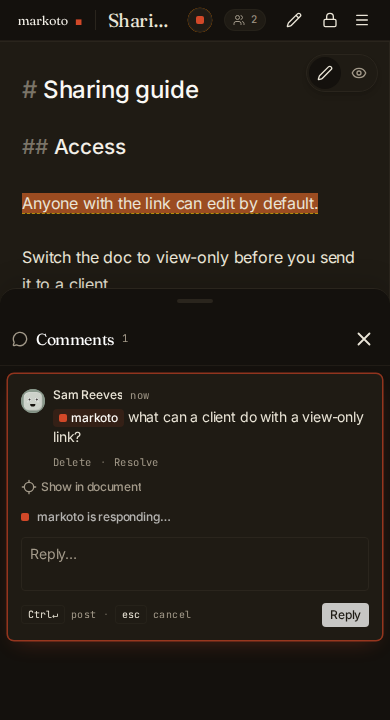 markoto
Shari...
2
# Sharing guide
## Access
Anyone with the link can edit by default.
Switch the doc to view-only before you send
it to a client
Comments 1
Sam Reeves now
markoto what can a client do with a view-only
link?
Delete · Resolve
Show in document
markoto is responding...
Reply...
Ctrl↵ post · esc cancel
Reply